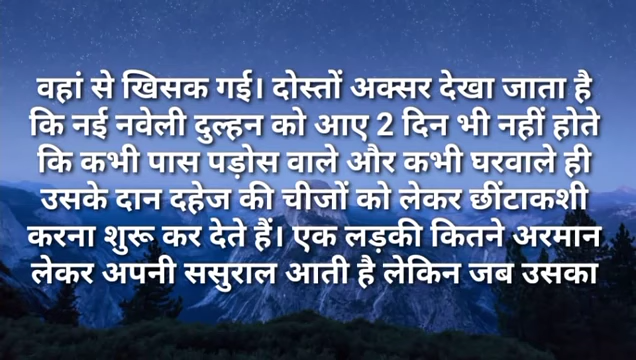 वहां से खिसक गई। दोस्तों अक्सर देखा जाता है
कि नई नवेली दुल्हन को आए 2 दिन भी नहीं होते
कि कभी पास पड़ोस वाले और कभी घरवाले ही
उसके दान दहेज की चीजों को लेकर छींटाकशी
करना शुरू कर देते हैं। एक लड़की कितने अरमान
लेकर अपनी ससुराल आती है लेकिन जब उसका